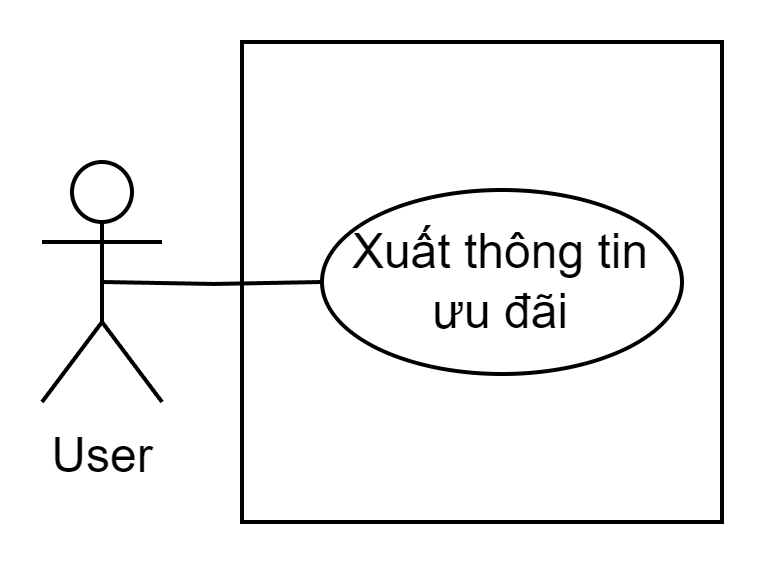 Xuất thông tin
ưu đãi
User